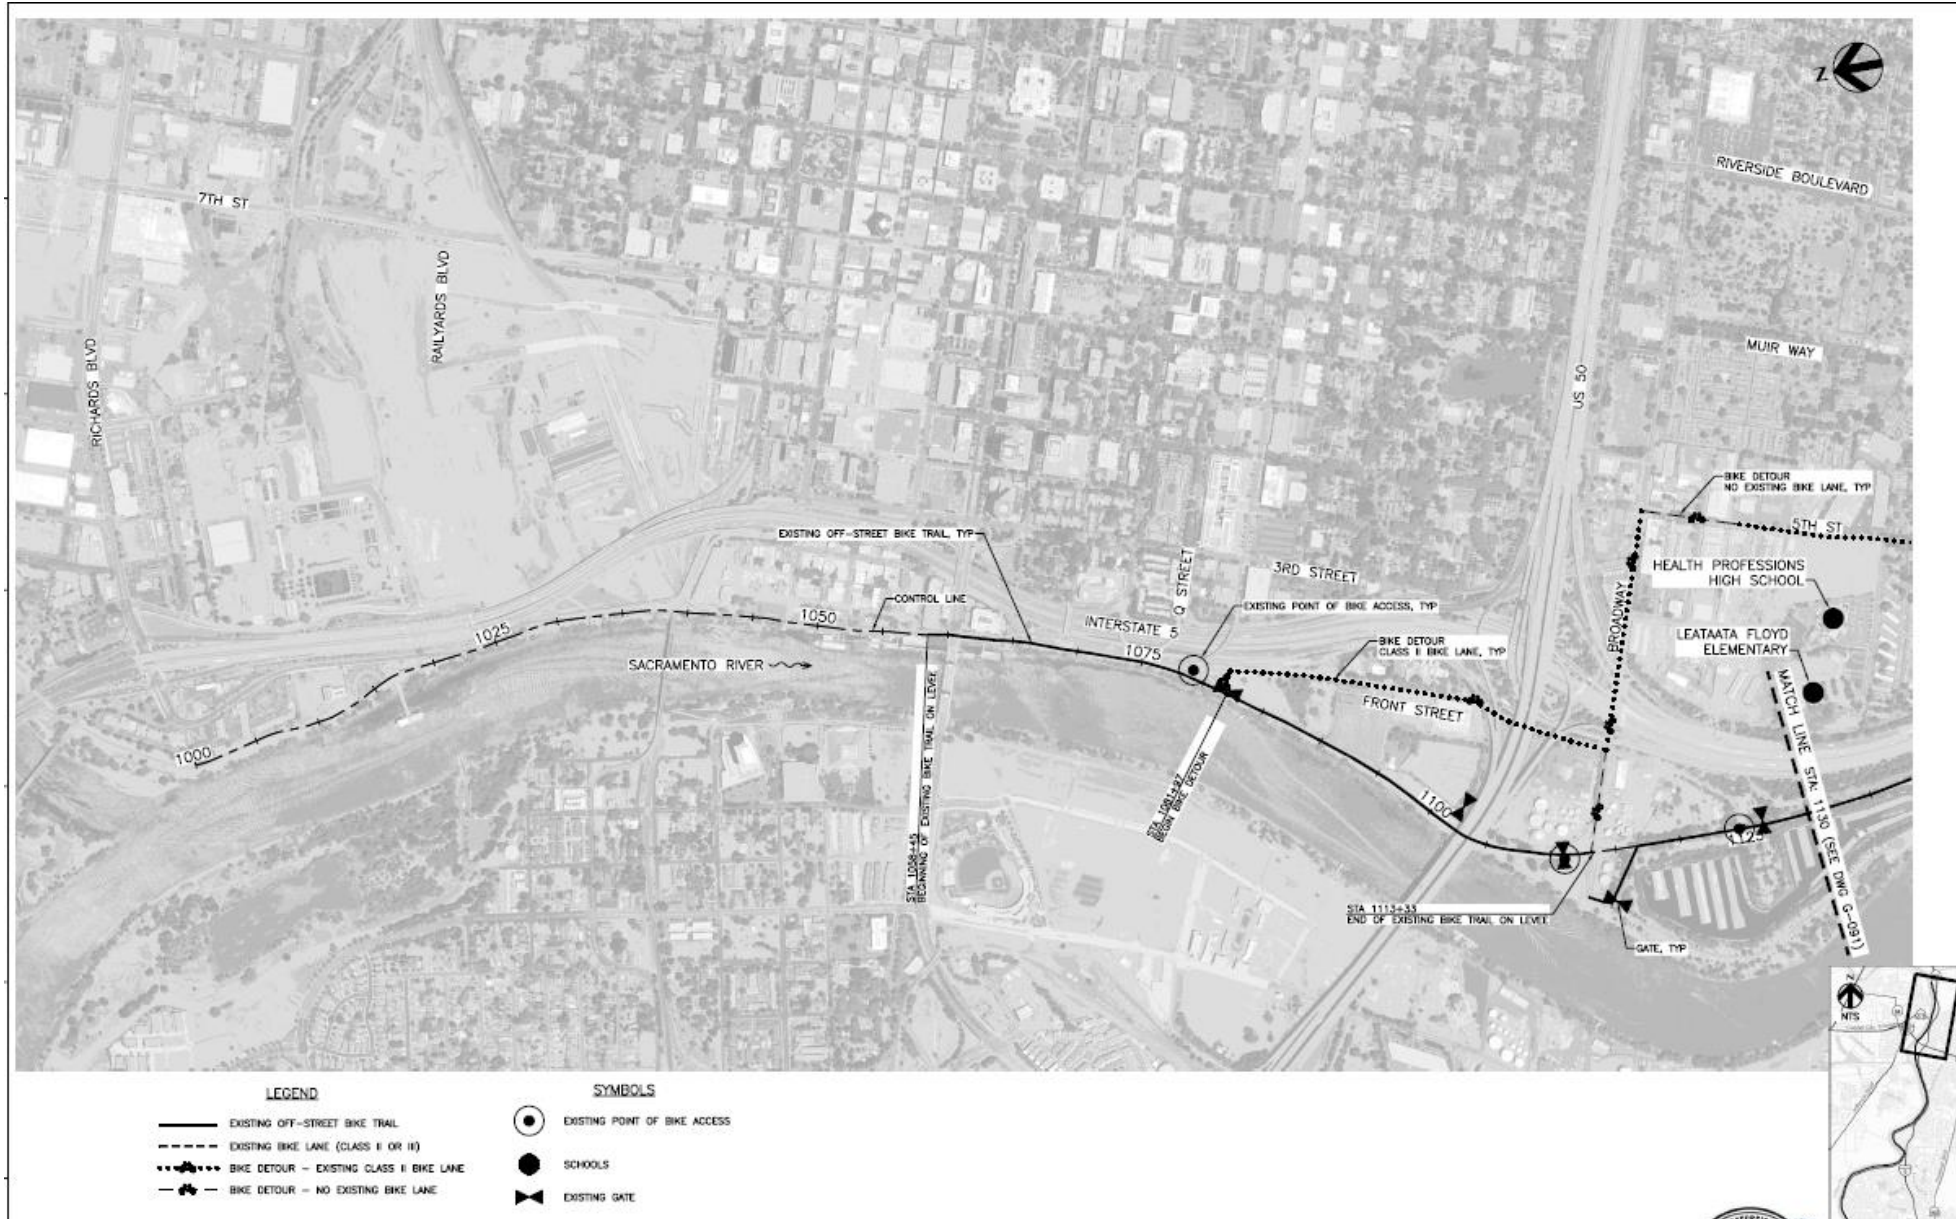 Z
RIVERSIDE BOULEVARD
7TH ST
RAILYARDS BLVD
RICHARDS BLVD
MUIR WAY
US 50
BIKE DETOUR
NO EXISTING BIKE LANE, TYP
5TH ST
EXISTING OFF-STREET BIKE TRAIL, TYP
Q STREET
3RD STREET
HEALTH PROFESSIONS
HIGH SCHOOL
BROADWAY
CONTROL LINE
EXISTING POINT OF BIKE ACCESS, TYP
1050
1025
INTERSTATE 5
BIKE DETOUR
CLASS II BIKE LANE, TYP
LEATAATA FLOYD
ELEMENTARY
1075
SACRAMENTO RIVER
FRONT STREET
1000
MATCH LINE STA: 1130 (SEE DWG G-091)
STA 1058+45
BEGINNING OF EXISTING BIKE TRAIL ON LEVEE
STA 1081+97
BEGIN BIKE DETOUR
1100
1125
STA 1113+33
END OF EXISTING BIKE TRAIL ON LEVEE
GATE, TYP
Z
NTS
LEGEND
EXISTING OFF-STREET BIKE TRAIL
EXISTING BIKE LANE (CLASS II OR III)
BIKE DETOUR - EXISTING CLASS II BIKE LANE
BIKE DETOUR - NO EXISTING BIKE LANE
SYMBOLS
EXISTING POINT OF BIKE ACCESS
SCHOOLS
EXISTING GATE